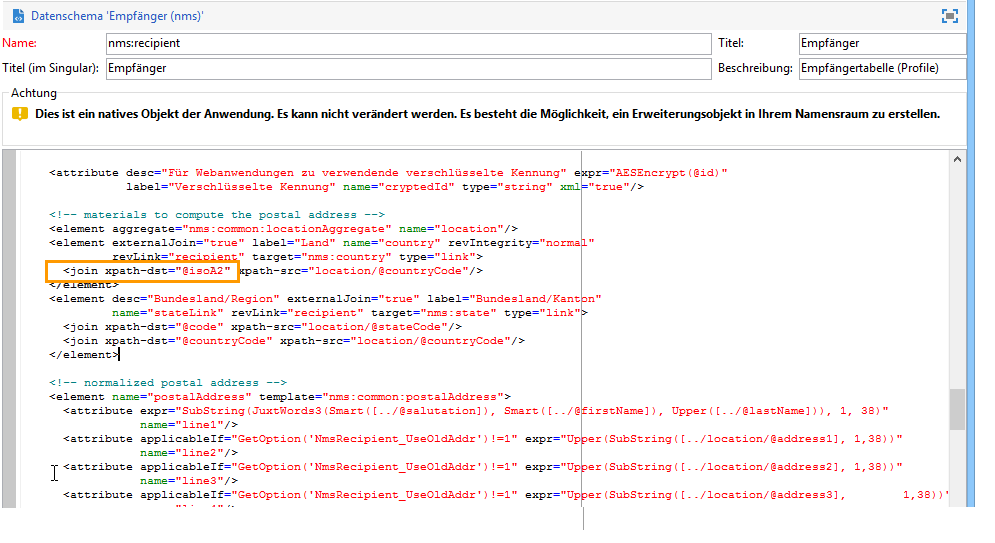 Datenschema 'Empfänger (nms)'
Name: nms:recipient Titel: Empfänger
Titel (im Singular): Empfänger Beschreibung: Empfängertabelle (Profile)
Achtung
Dies ist ein natives Objekt der Anwendung. Es kann nicht verändert werden. Es besteht die Möglichkeit, ein Erweiterungsobjekt in Ihrem Namensraum zu erstellen.
<attribute desc="Für Webanwendungen zu verwendende verschlüsselte Kennung" expr="AESEncrypt(@id)"
label="Verschlüsselte Kennung" name="cryptedId" type="string" xml="true"/>
<!-- materials to compute the postal address -->
<element aggregate="nms:common:locationAggregate" name="location"/>
<element externalJoin="true" label="Land" name="country" revIntegrity="normal"
revLink="recipient" target="nms:country" type="link">
<join xpath-dst="@isoA2" xpath-src="location/@countryCode"/>
</element>
<element desc="Bundesland/Region" externalJoin="true" label="Bundesland/Kanton"
name="stateLink" revLink="recipient" target="nms:state" type="link">
<join xpath-dst="@code" xpath-src="location/@stateCode"/>
<join xpath-dst="@countryCode" xpath-src="location/@countryCode"/>
</element>
<!-- normalized postal address -->
<element name="postalAddress" template="nms:common:postalAddress">
<attribute expr="SubString(JuxtWords3(Smart([../@salutation]), Smart([../@firstName]), Upper([../@lastName])), 1, 38)"
name="line1"/>
<attribute applicableIf="GetOption('NmsRecipient_UseOldAddr')!=1" expr="Upper(SubString([../location/@address1], 1,38))"
name="line2"/>
<attribute applicableIf="GetOption('NmsRecipient_UseOldAddr')!=1" expr="Upper(SubString([../location/@address2], 1,38))"
name="line3"/>
<attribute applicableIf="GetOption('NmsRecipient_UseOldAddr')!=1" expr="Upper(SubString([../location/@address3], 1,38))"